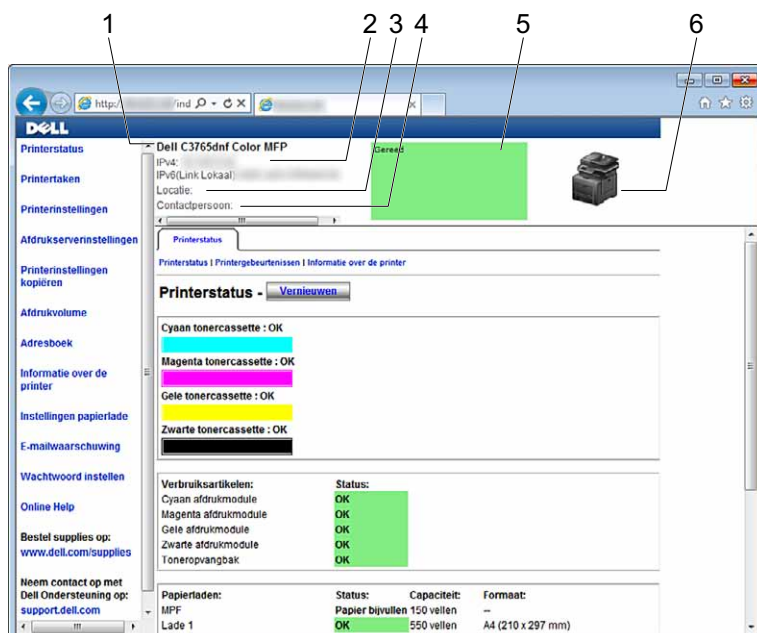 1 2 3 4 5 6
http:/ /ind
DELL
Printerstatus
Printertaken
Printerinstellingen
Afdrukserverinstellingen
Printerinstellingen
kopiëren
Afdrukvolume
Adresboek
Informatie over de
printer
Instellingen papierlade
E-mailwaarschuwing
Wachtwoord instellen
Online Help
Bestel supplies op:
www.dell.com/supplies
Neem contact op met
Dell Ondersteuning op:
support.dell.com
Dell C3765dnf Color MFP
IPv4:
IPv6(Link Lokaal)
Locatie:
Contactpersoon:
Gereed
Printerstatus
Printerstatus | Printergebeurtenissen | Informatie over de printer
Printerstatus - Vernieuwen
Cyaan tonercassette : OK
Magenta tonercassette : OK
Gele tonercassette : OK
Zwarte tonercassette : OK
Verbruiksartikelen: Status:
Cyaan afdrukmodule OK
Magenta afdrukmodule OK
Gele afdrukmodule OK
Zwarte afdrukmodule OK
Toneropvangbak OK
Papierladen: Status: Capaciteit: Formaat:
MPF Papier bijvullen 150 vellen --
Lade 1 OK 550 vellen A4 (210 x 297 mm)